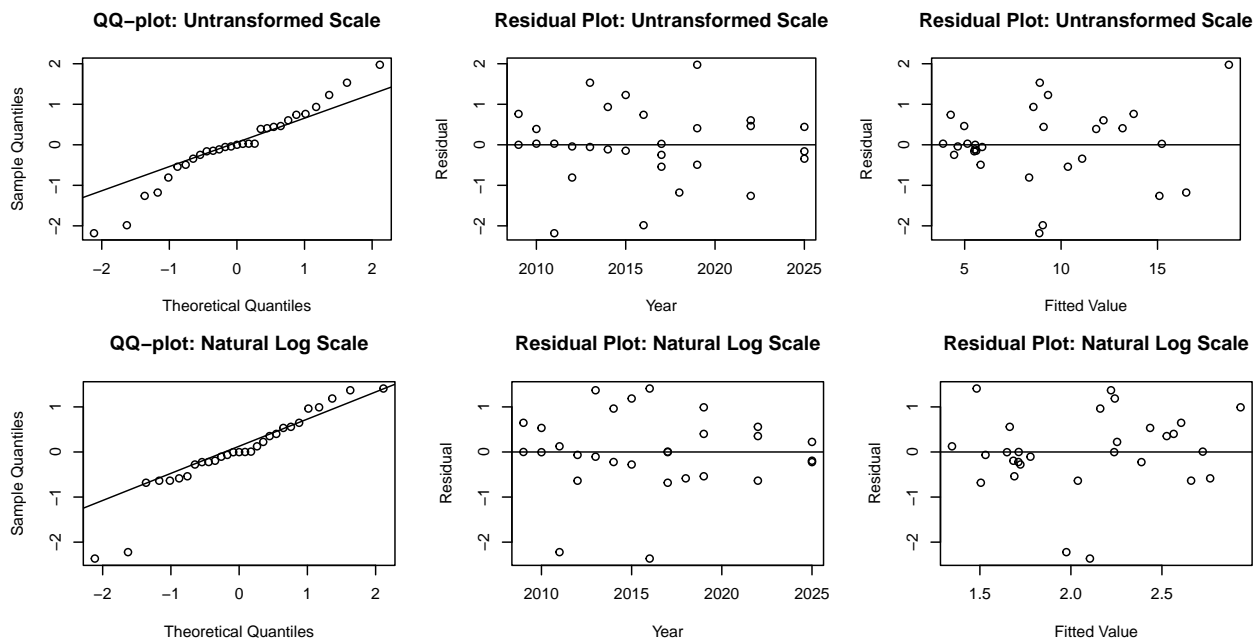 QQ−plot: Untransformed Scale
Sample Quantiles
−2 −1 0 1 2
−2 −1 0 1 2
Theoretical Quantiles
Residual Plot: Untransformed Scale
Residual
−2 −1 0 1 2
2010 2015 2020 2025
Year
Residual Plot: Untransformed Scale
Residual
−2 −1 0 1 2
5 10 15
Fitted Value
QQ−plot: Natural Log Scale
Sample Quantiles
−2 −1 0 1
−2 −1 0 1 2
Theoretical Quantiles
Residual Plot: Natural Log Scale
Residual
−2 −1 0 1
2010 2016 2022
Year
Residual Plot: Natural Log Scale
Residual
−2 −1 0 1
1.5 2.0 2.5
Fitted Value